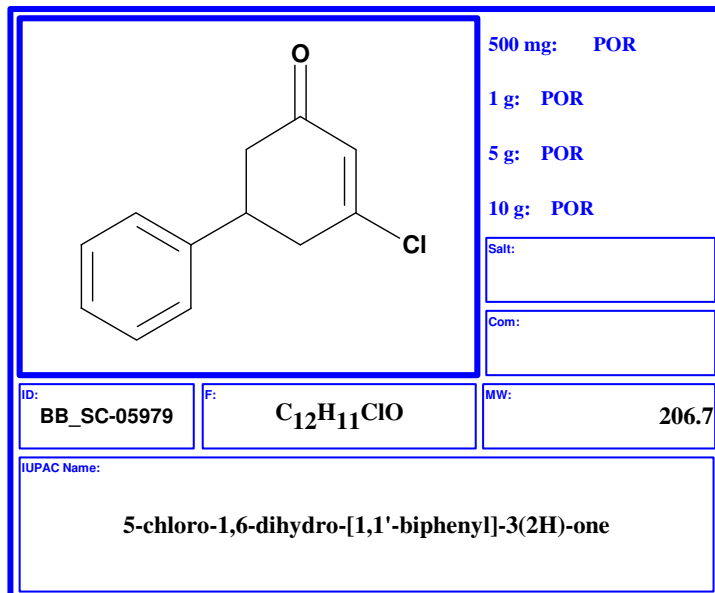 O
Cl
500 mg: POR
1 g: POR
5 g: POR
10 g: POR
Salt:
Com:
ID:
BB_SC-05979
F:
C12H11ClO
MW:
206.7
IUPAC Name:
5-chloro-1,6-dihydro-[1,1'-biphenyl]-3(2H)-one